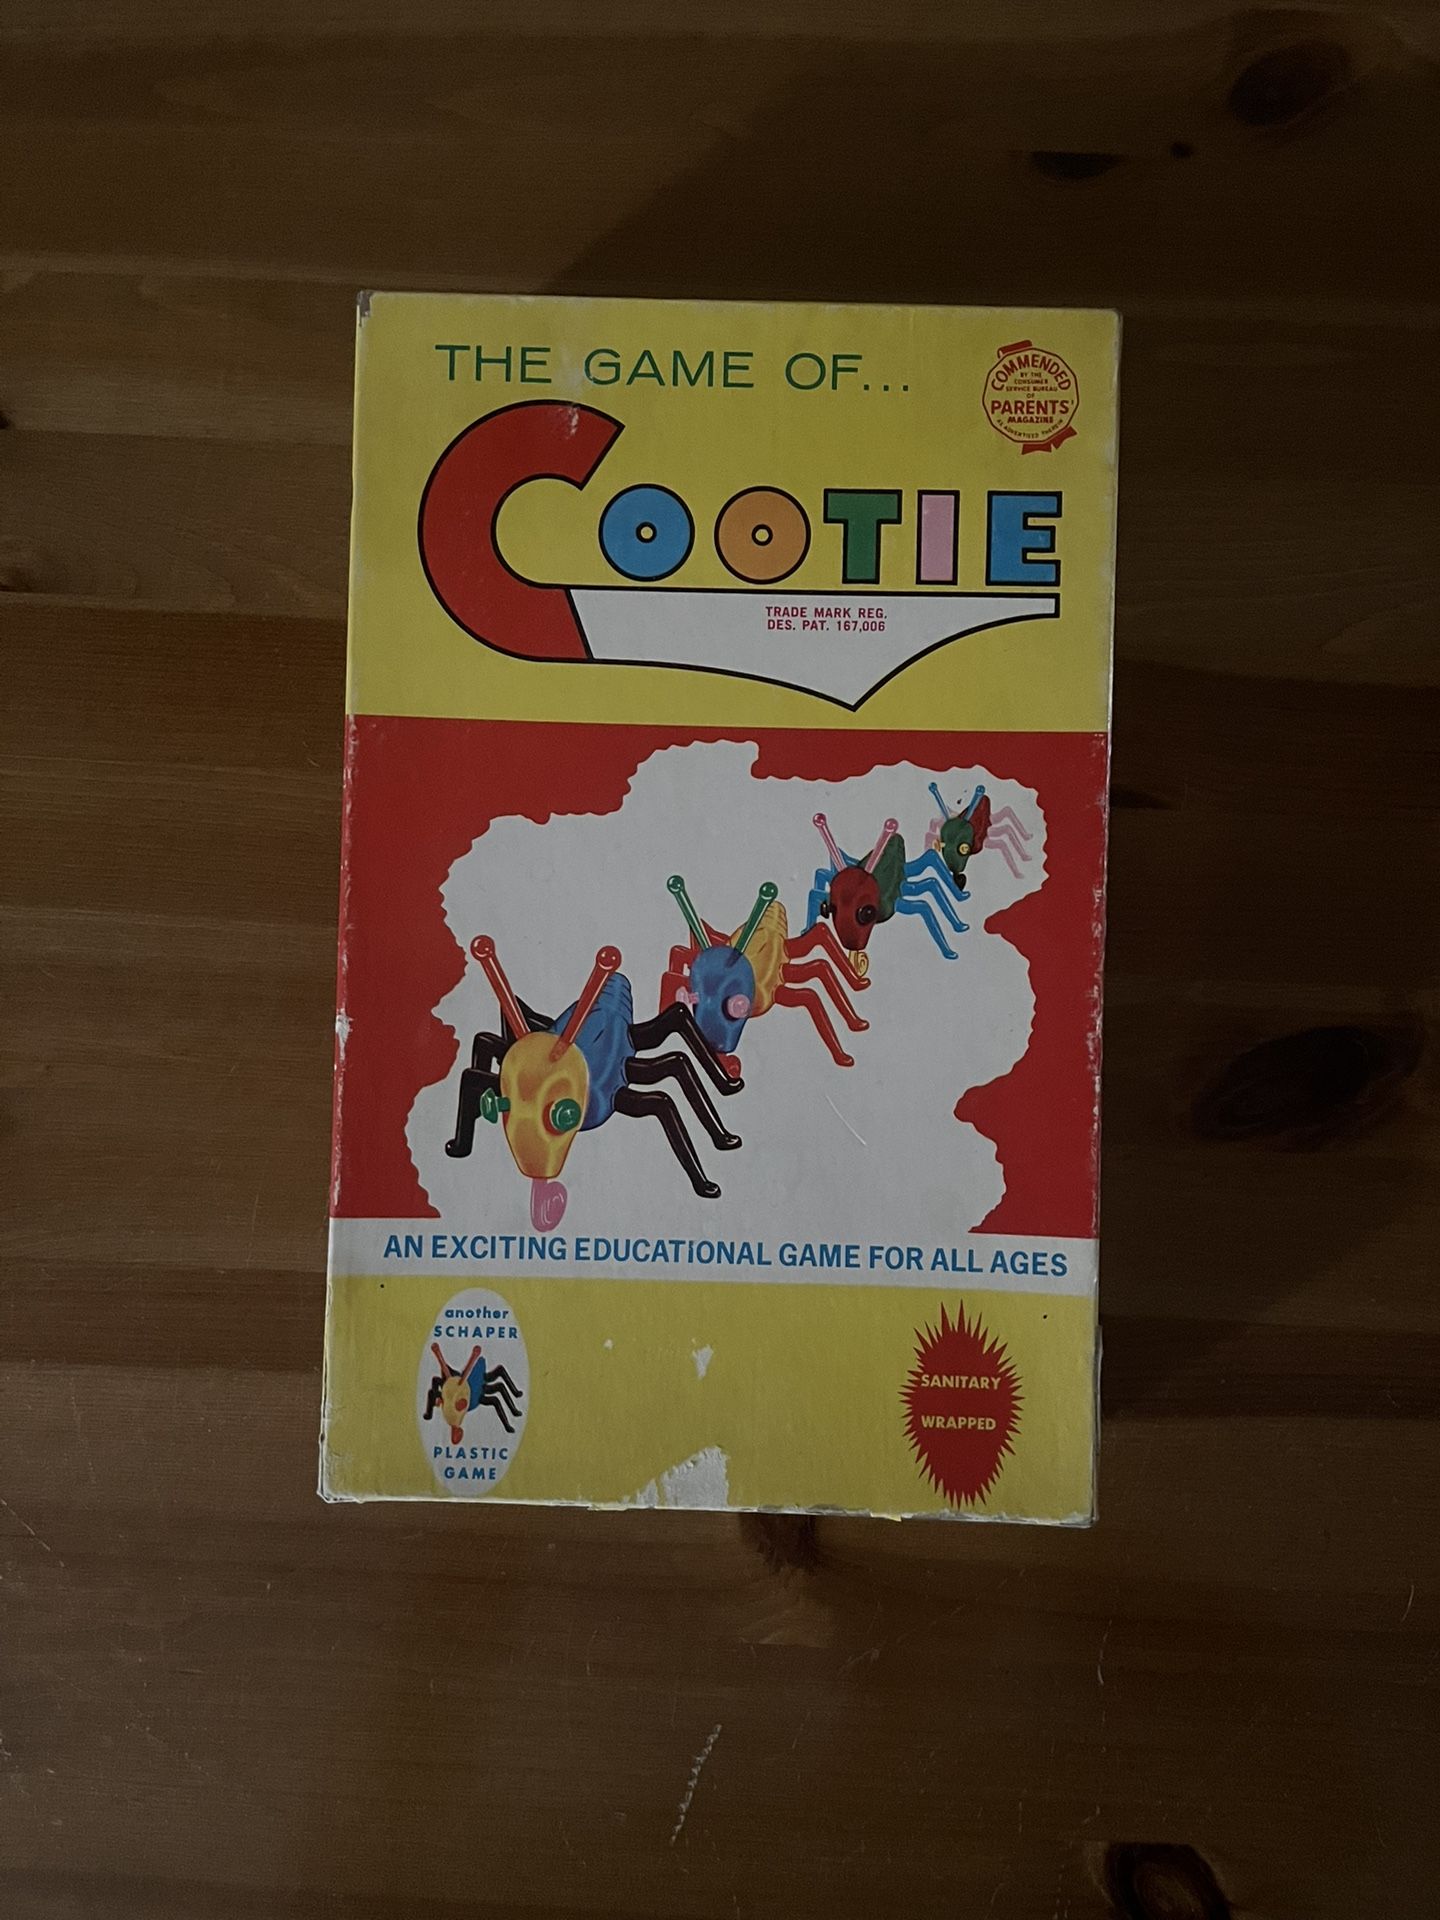 THE GAME OF...
COMMENDED
BY THE
CONSUMER
SERVICE BUREAU
OF
PARENTS'
MAGAZINE
AS ADVERTISED THEREIN
COOTIE
TRADE MARK REG.
DES. PAT. 167,006
AN EXCITING EDUCATIONAL GAME FOR ALL AGES
another
SCHAPER
PLASTIC
GAME
SANITARY
WRAPPED